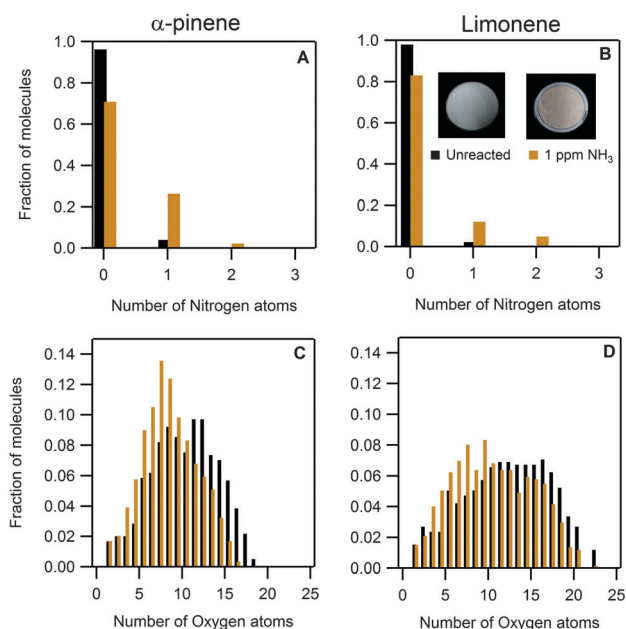 α-pinene
Limonene
A
1.0
0.8
0.6
0.4
0.2
0.0
Fraction of molecules
0 1 2 3
Number of Nitrogen atoms
B
1.0
0.8
0.6
0.4
0.2
0.0
Unreacted 1 ppm NH₃
0 1 2 3
Number of Nitrogen atoms
C
0.14
0.12
0.10
0.08
0.06
0.04
0.02
0.00
Fraction of molecules
0 5 10 15 20 25
Number of Oxygen atoms
D
0.14
0.12
0.10
0.08
0.06
0.04
0.02
0.00
0 5 10 15 20 25
Number of Oxygen atoms